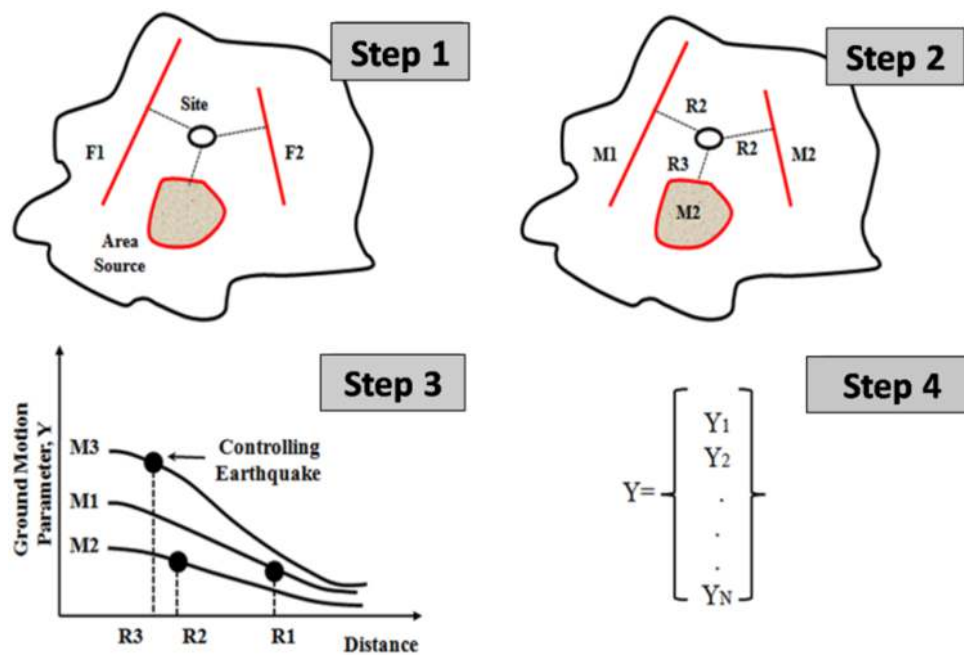 Step 1
Site
F1
F2
Area
Source
Step 2
R2
M1
R3
R2
M2
M2
Step 3
Ground Motion
Parameter, Y
M3
Controlling
Earthquake
M1
M2
R3
R2
R1
Distance
Step 4
Y1
Y2
Y=
.
.
.
YN